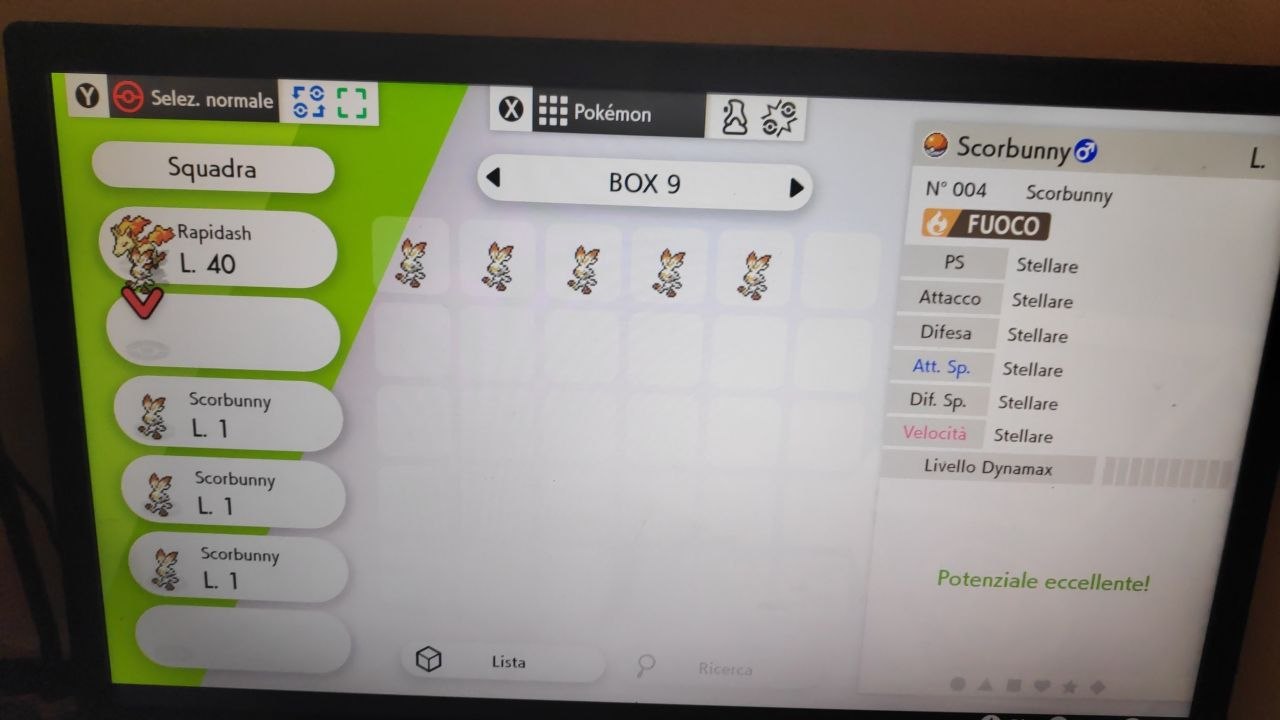 Y Selez. normale
X Pokémon
Squadra
BOX 9
Rapidash
L. 40
Scorbunny
L. 1
Scorbunny
L. 1
Scorbunny
L. 1
Lista
Ricerca
Scorbunny♂ L.
N° 004 Scorbunny
FUOCO
PS Stellare
Attacco Stellare
Difesa Stellare
Att. Sp. Stellare
Dif. Sp. Stellare
Velocità Stellare
Livello Dynamax
Potenziale eccellente!